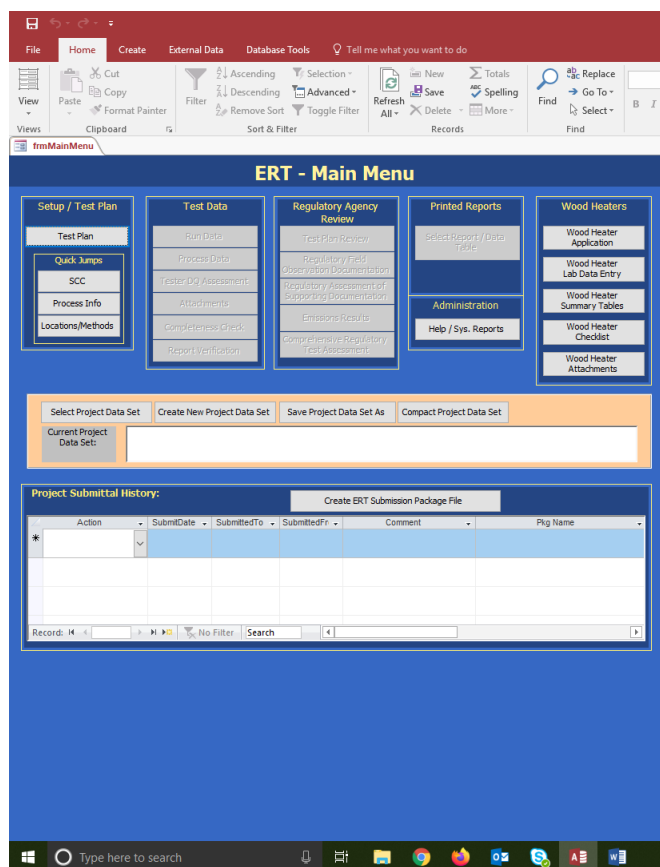 File Home Create External Data Database Tools Tell me what you want to do
View
Views
Paste
Cut
Copy
Format Painter
Clipboard
Filter
Ascending
Descending
Remove Sort
Selection
Advanced
Toggle Filter
Sort & Filter
Refresh
All
New
Save
Delete
Totals
Spelling
More
Records
Find
ab Replace
ac
Go To
Select
Find
B I
frmMainMenu
ERT - Main Menu
Setup / Test Plan
Test Plan
Quick Jumps
SCC
Process Info
Locations/Methods
Test Data
Run Data
Process Data
Tester DQ Assessment
Attachments
Completeness Check
Report Verification
Regulatory Agency
Review
Test Plan Review
Regulatory Field
Observation Documentation
Regulatory Assessment of
Supporting Documentation
Emissions Results
Comprehensive Regulatory
Test Assessment
Printed Reports
Select Report / Data
Table
Administration
Help / Sys. Reports
Wood Heaters
Wood Heater
Application
Wood Heater
Lab Data Entry
Wood Heater
Summary Tables
Wood Heater
Checklist
Wood Heater
Attachments
Select Project Data Set Create New Project Data Set Save Project Data Set As Compact Project Data Set
Current Project
Data Set:
Project Submittal History:
Create ERT Submission Package File
Action SubmitDate SubmittedTo SubmittedFr Comment Pkg Name
Record: No Filter Search
Type here to search